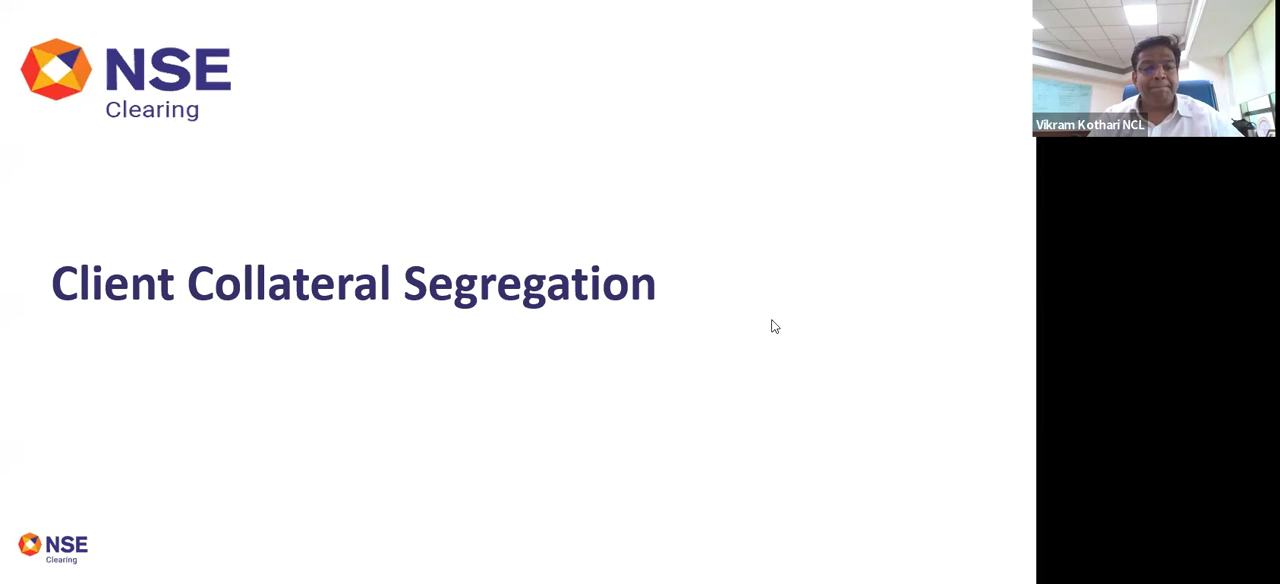 NSE
Clearing
Vikram Kothari NCL
Client Collateral Segregation
NSE
Clearing